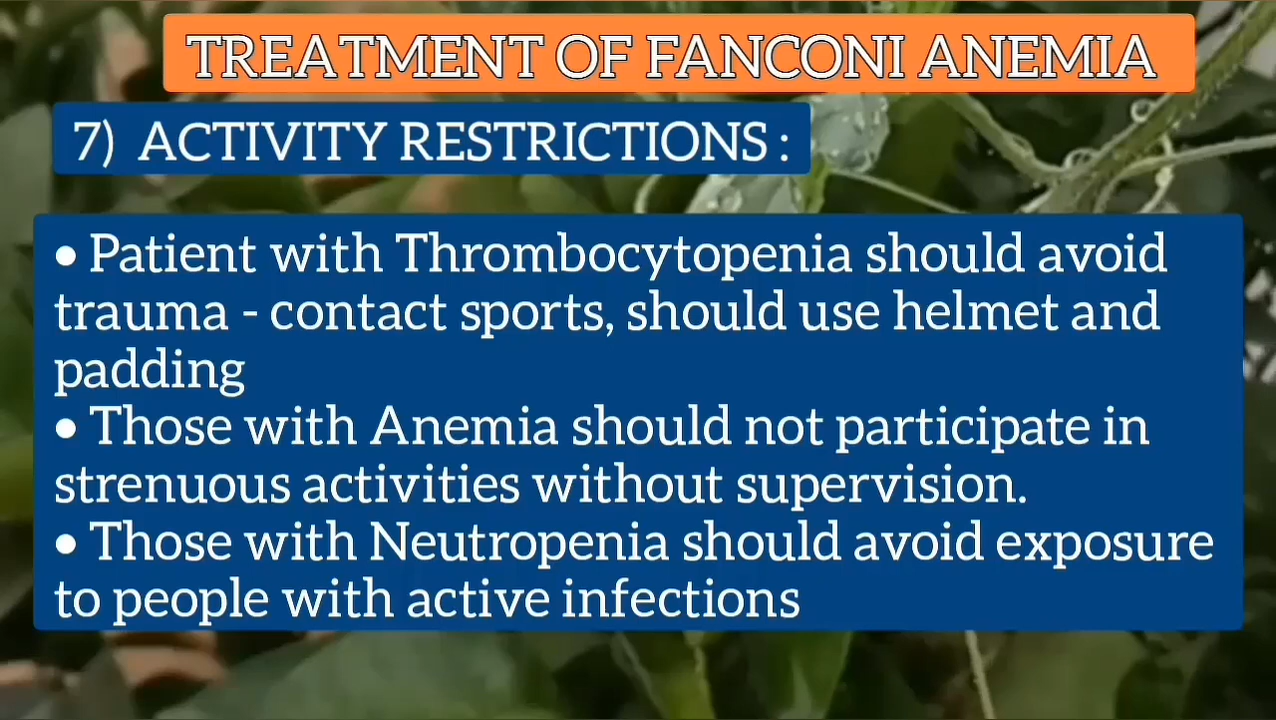 TREATMENT OF FANCONI ANEMIA
7) ACTIVITY RESTRICTIONS :
• Patient with Thrombocytopenia should avoid
trauma - contact sports, should use helmet and
padding
• Those with Anemia should not participate in
strenuous activities without supervision.
• Those with Neutropenia should avoid exposure
to people with active infections